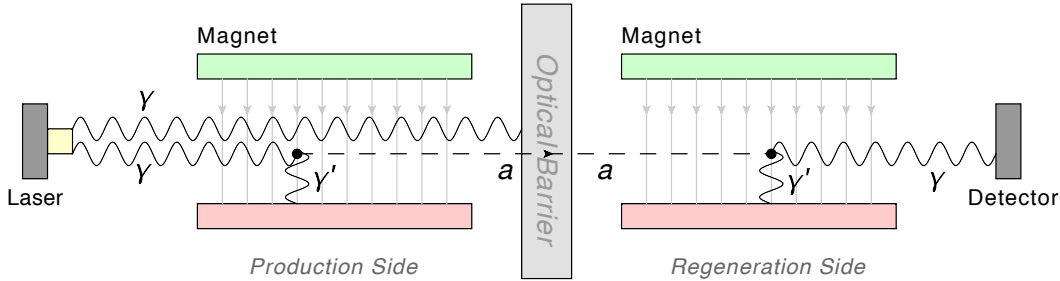 Magnet
Magnet
γ
γ
γ'
a
Optical Barrier
a
γ'
γ
Laser
Detector
Production Side
Regeneration Side